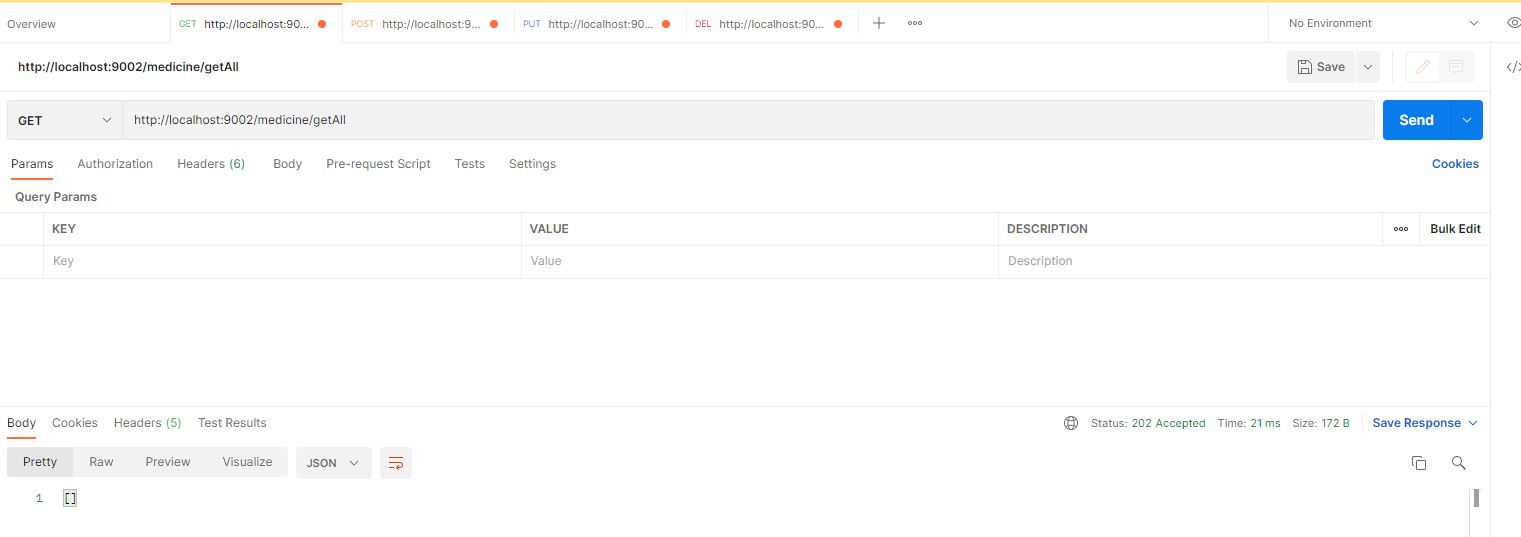 Overview GET http://localhost:90... POST http://localhost:9... PUT http://localhost:90... DEL http://localhost:90... No Environment
http://localhost:9002/medicine/getAll Save
GET http://localhost:9002/medicine/getAll Send
Params Authorization Headers (6) Body Pre-request Script Tests Settings Cookies
Query Params
KEY VALUE DESCRIPTION Bulk Edit
Key Value Description
Body Cookies Headers (5) Test Results Status: 202 Accepted Time: 21 ms Size: 172 B Save Response
Pretty Raw Preview Visualize JSON
1 []